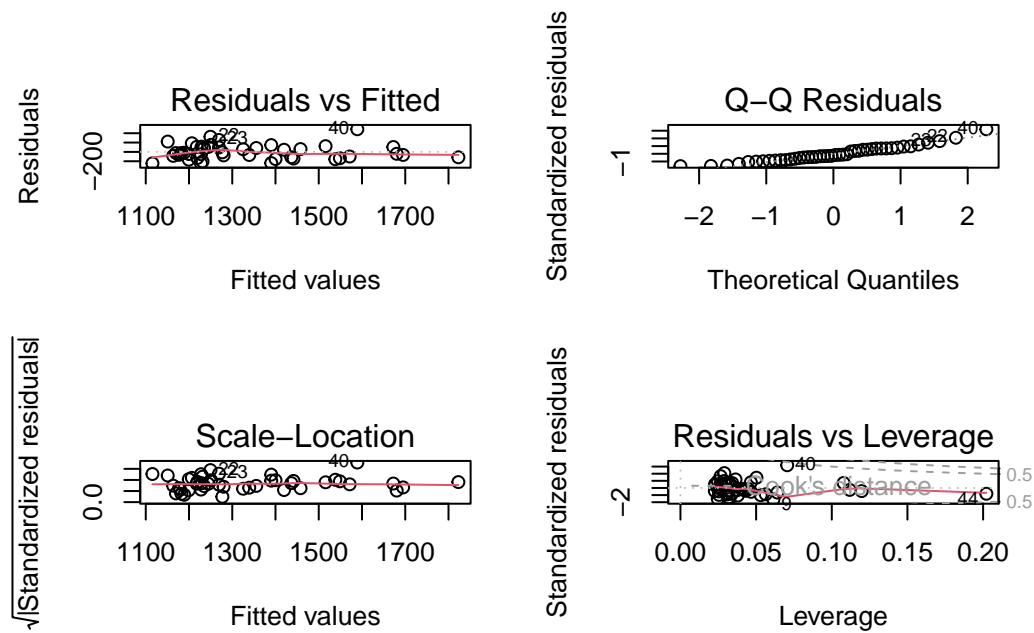 Residuals vs Fitted
Residuals
−200
22
23
40
1100 1300 1500 1700
Fitted values
Q−Q Residuals
Standardized residuals
−1
23
22
40
−2 −1 0 1 2
Theoretical Quantiles
Scale−Location
√|Standardized residuals|
0.0
22
23
40
1100 1300 1500 1700
Fitted values
Residuals vs Leverage
Standardized residuals
−2
40
Cook's distance
0.5
0.5
44
0.00 0.05 0.10 0.15 0.20
Leverage